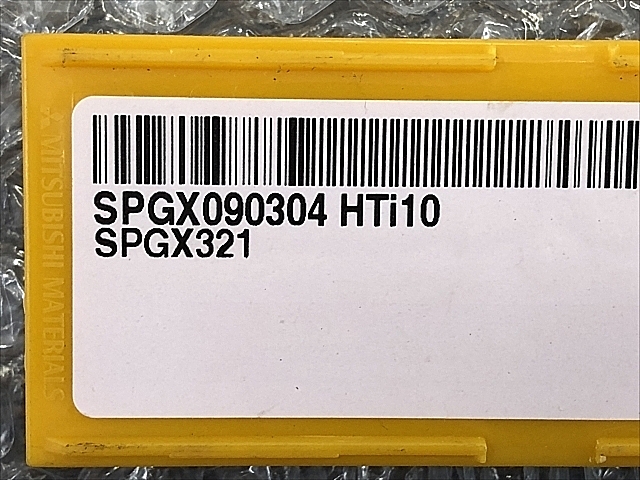 SPGX090304 HTi10
SPGX321
MITSUBISHI MATERIALS